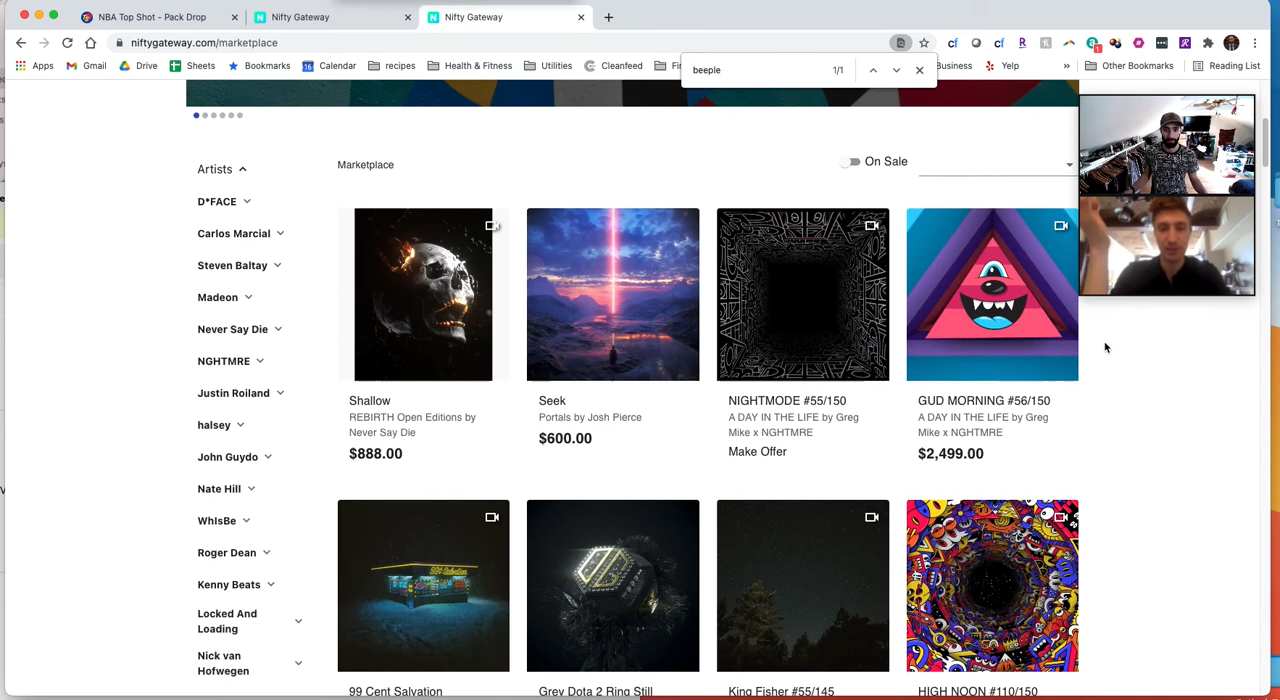 NBA Top Shot - Pack Drop
Nifty Gateway
Nifty Gateway
niftygateway.com/marketplace
Apps
Gmail
Drive
Sheets
Bookmarks
16 Calendar
recipes
Health & Fitness
Utilities
Cleanfeed
Business
Yelp
Other Bookmarks
Reading List
beeple
1/1
Artists
D*FACE
Carlos Marcial
Steven Baltay
Madeon
Never Say Die
NGHTMRE
Justin Roiland
halsey
John Guydo
Nate Hill
WhIsBe
Roger Dean
Kenny Beats
Locked And
Loading
Nick van
Hofwegen
Marketplace
On Sale
Shallow
REBIRTH Open Editions by
Never Say Die
$888.00
Seek
Portals by Josh Pierce
$600.00
NIGHTMODE #55/150
A DAY IN THE LIFE by Greg
Mike x NGHTMRE
Make Offer
GUD MORNING #56/150
A DAY IN THE LIFE by Greg
Mike x NGHTMRE
$2,499.00
99 Cent Salvation
Grey Dota 2 Ring Still
King Fisher #55/145
HIGH NOON #110/150